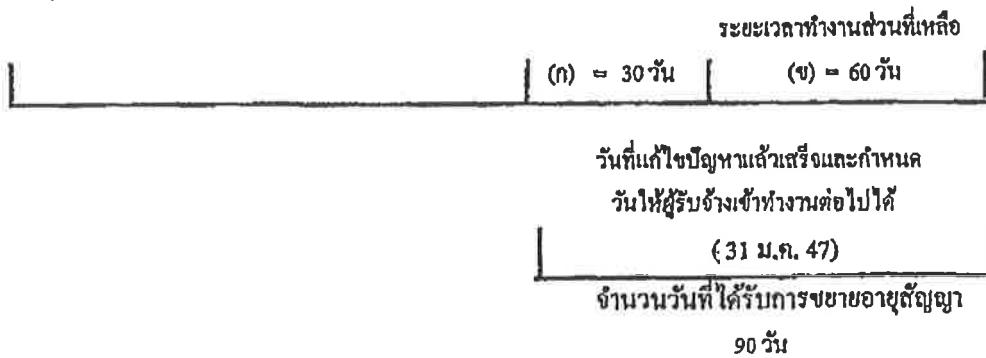 ระยะเวลาทำงานส่วนที่เหลือ
(ก) = 30 วัน
(ข) = 60 วัน
วันที่แก้ไขปัญหาแล้วเสร็จและกำหนด
วันให้ผู้รับจ้างเข้าทำงานต่อไปได้
(31 ม.ค. 47)
จำนวนวันที่ได้รับการขยายอายุสัญญา
90 วัน